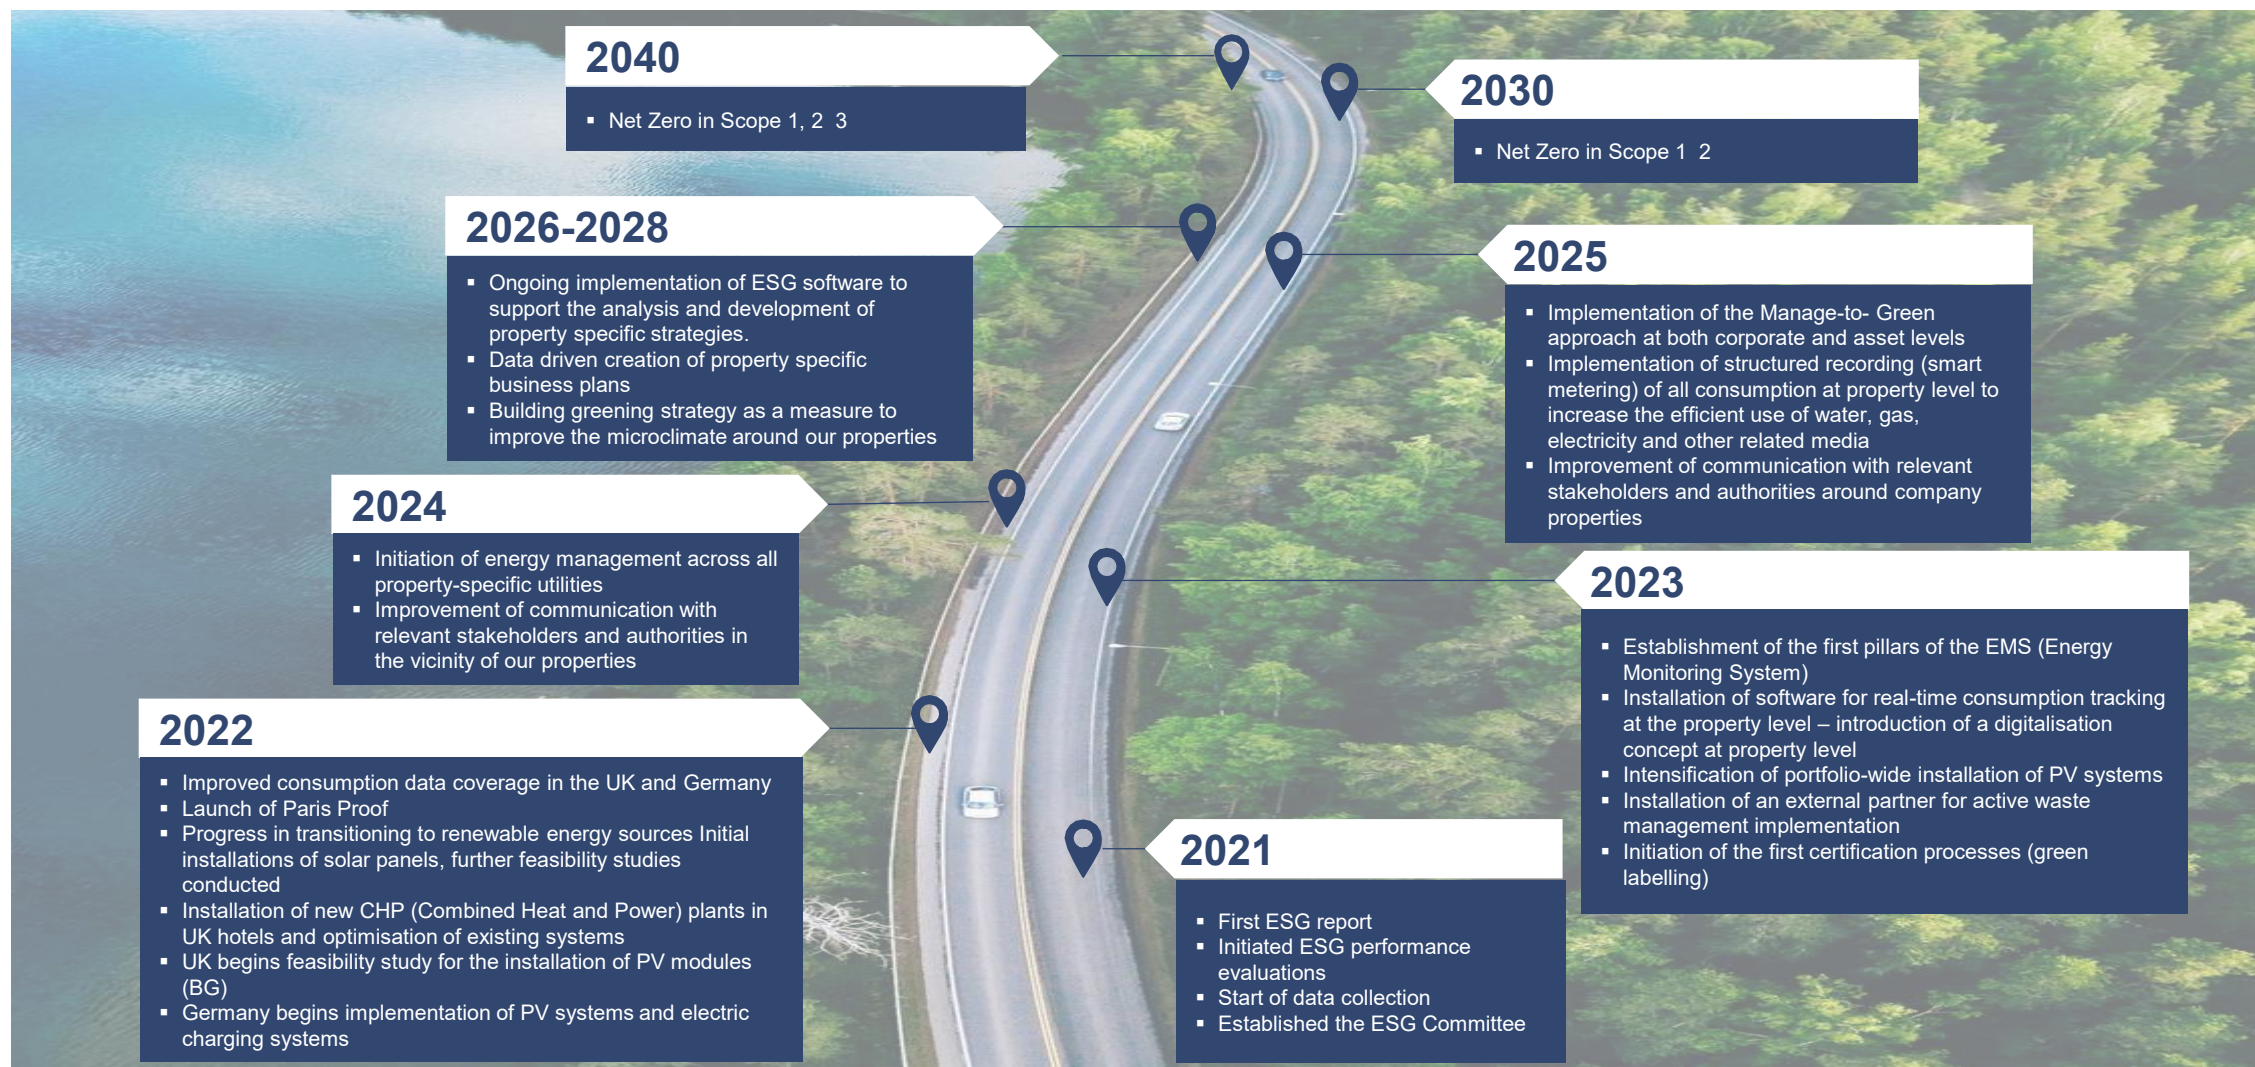 2040
▪ Net Zero in Scope 1, 2  3
2030
▪ Net Zero in Scope 1  2
2026-2028
▪ Ongoing implementation of ESG software to
support the analysis and development of
property specific strategies.
▪ Data driven creation of property specific
business plans
▪ Building greening strategy as a measure to
improve the microclimate around our properties
2025
▪ Implementation of the Manage-to- Green
approach at both corporate and asset levels
▪ Implementation of structured recording (smart
metering) of all consumption at property level to
increase the efficient use of water, gas,
electricity and other related media
▪ Improvement of communication with relevant
stakeholders and authorities around company
properties
2024
▪ Initiation of energy management across all
property-specific utilities
▪ Improvement of communication with
relevant stakeholders and authorities in
the vicinity of our properties
2023
▪ Establishment of the first pillars of the EMS (Energy
Monitoring System)
▪ Installation of software for real-time consumption tracking
at the property level – introduction of a digitalisation
concept at property level
▪ Intensification of portfolio-wide installation of PV systems
▪ Installation of an external partner for active waste
management implementation
▪ Initiation of the first certification processes (green
labelling)
2022
▪ Improved consumption data coverage in the UK and Germany
▪ Launch of Paris Proof
▪ Progress in transitioning to renewable energy sources Initial
installations of solar panels, further feasibility studies
conducted
▪ Installation of new CHP (Combined Heat and Power) plants in
UK hotels and optimisation of existing systems
▪ UK begins feasibility study for the installation of PV modules
(BG)
▪ Germany begins implementation of PV systems and electric
charging systems
2021
▪ First ESG report
▪ Initiated ESG performance
evaluations
▪ Start of data collection
▪ Established the ESG Committee